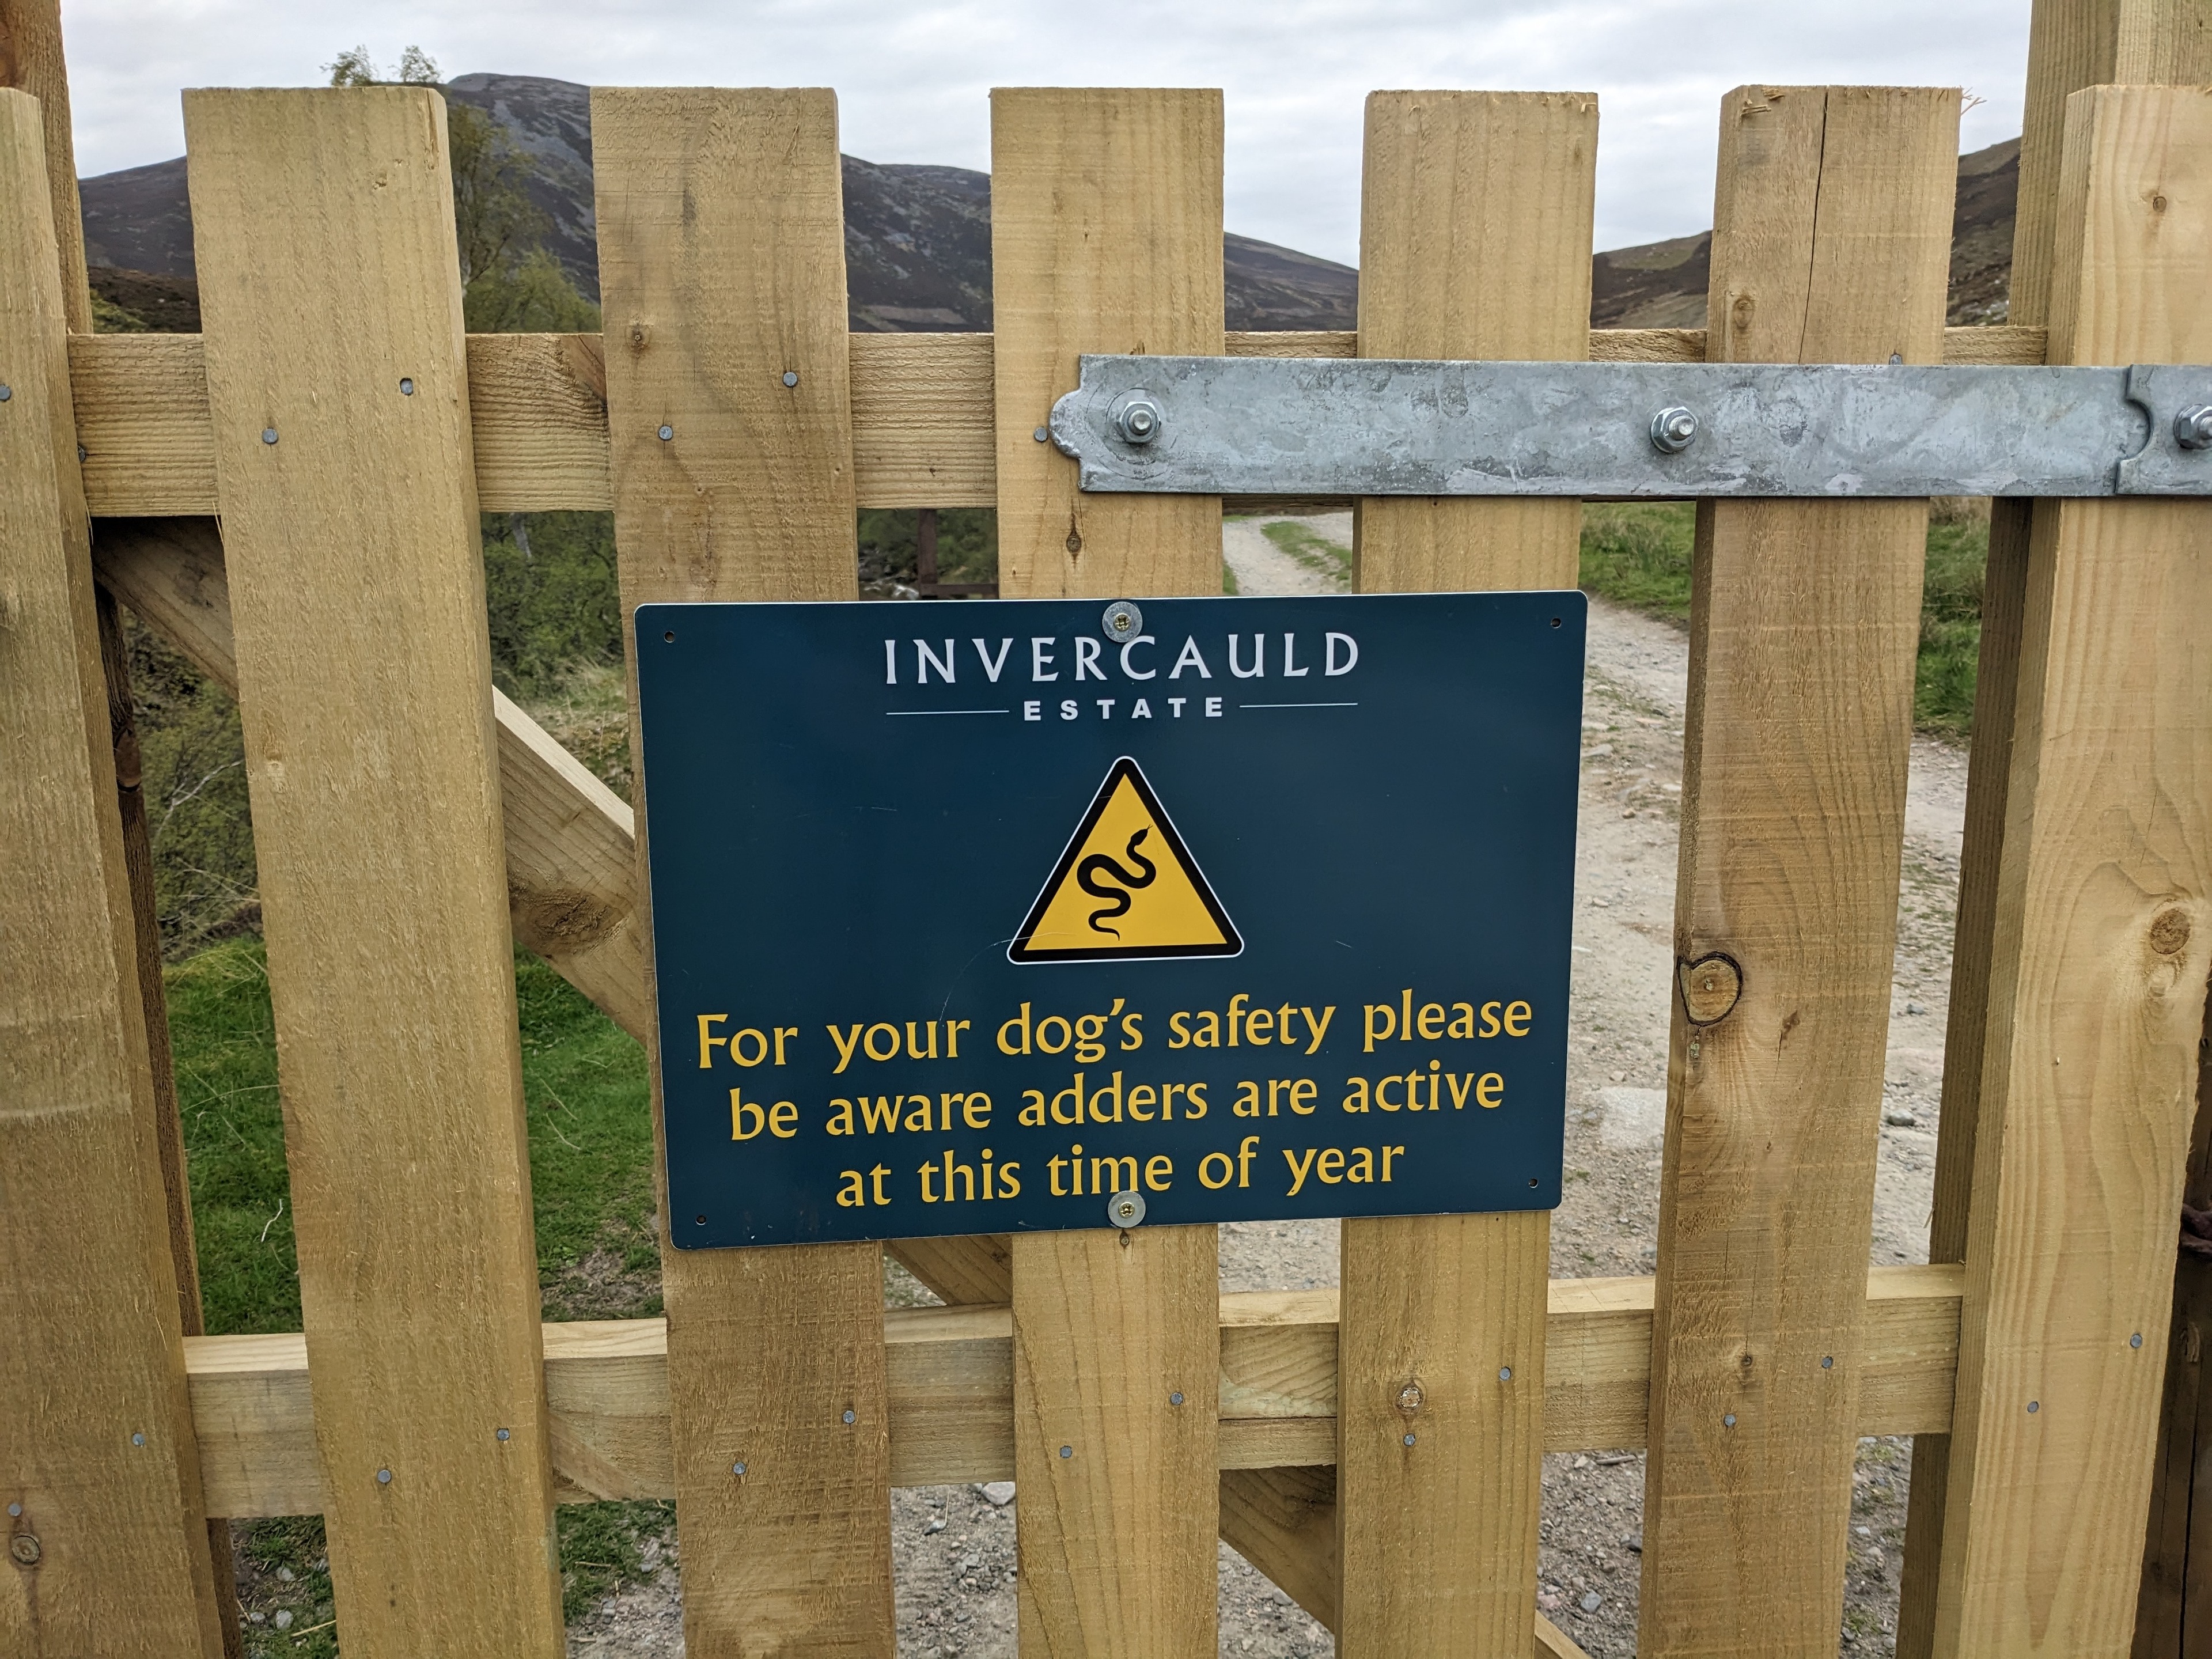 INVERCAULD
ESTATE
For your dog's safety please
be aware adders are active
at this time of year